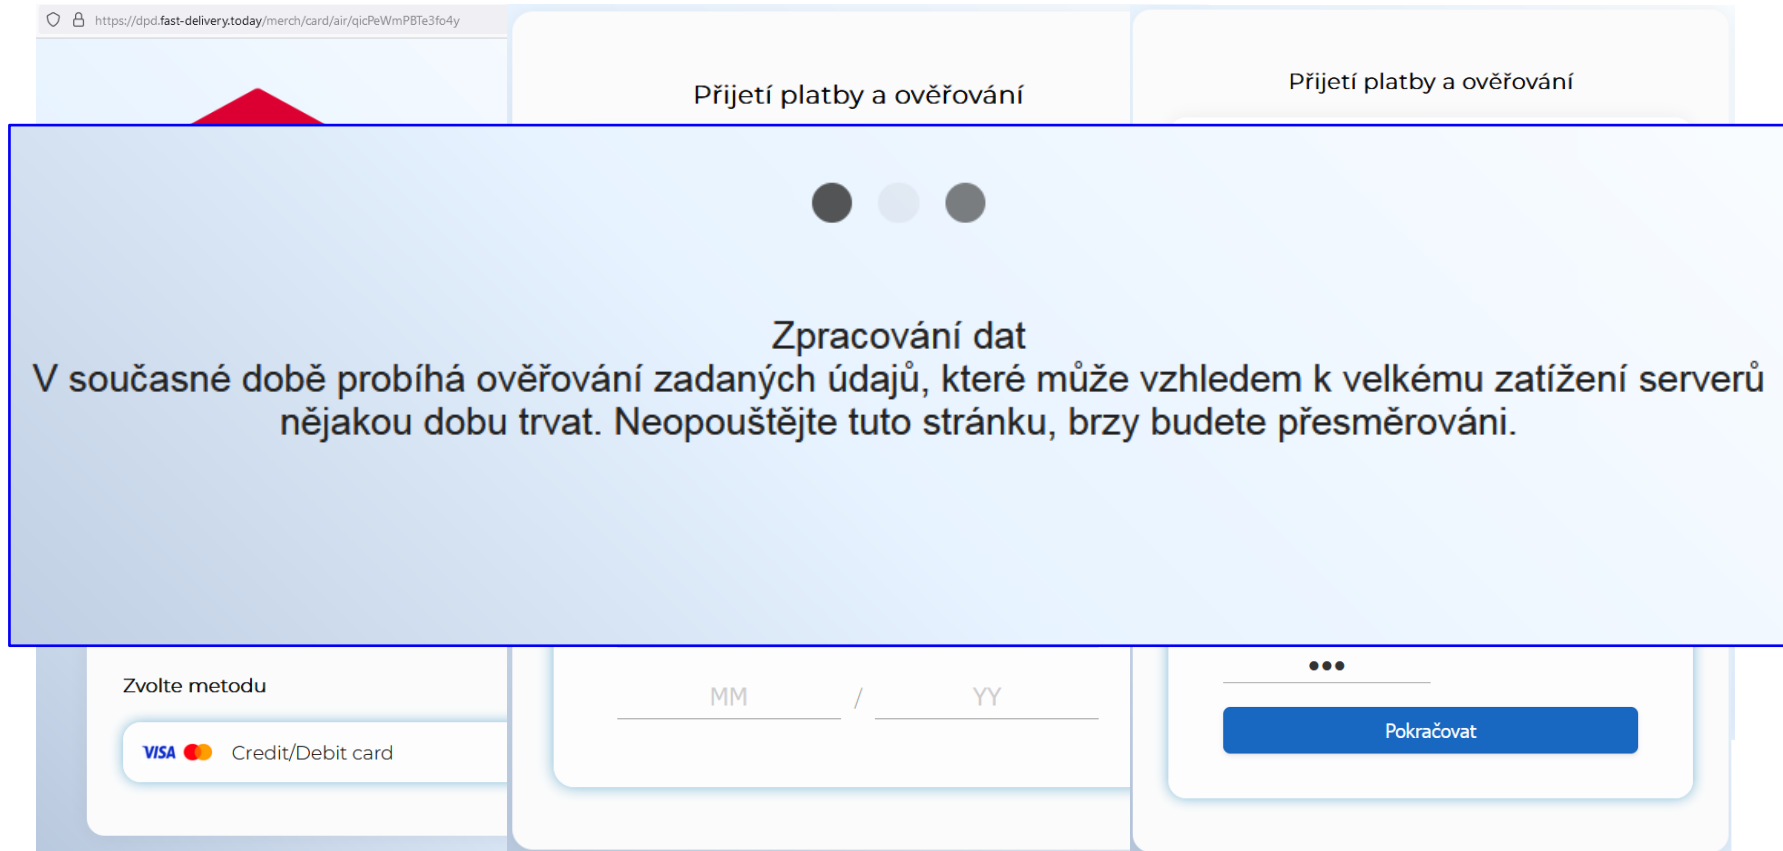 https://dpd.fast-delivery.today/merch/card/air/qicPeWmPBTe3fo4y
Přijetí platby a ověřování
Přijetí platby a ověřování
Zpracování dat
V současné době probíhá ověřování zadaných údajů, které může vzhledem k velkému zatížení serverů
nějakou dobu trvat. Neopouštějte tuto stránku, brzy budete přesměrováni.
Zvolte metodu
VISA Credit/Debit card
MM / YY
•••
Pokračovat